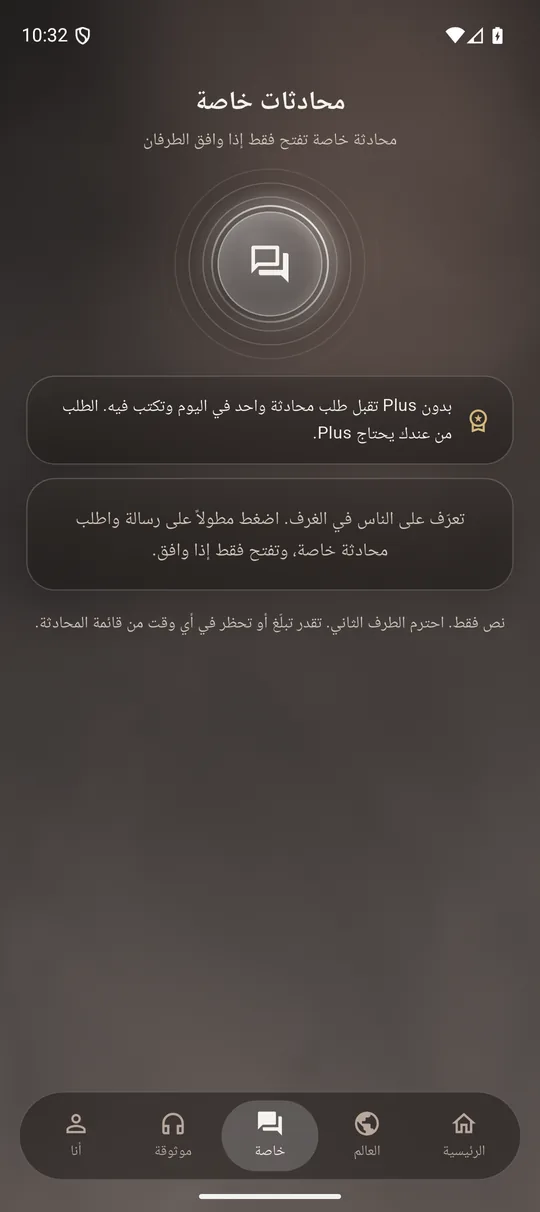 10:32
محادثات خاصة
محادثة خاصة تفتح فقط إذا وافق الطرفان
بدون Plus تقبل طلب محادثة واحد في اليوم وتكتب فيه. الطلب
من عندك يحتاج Plus.
تعرّف على الناس في الغرف. اضغط مطولاً على رسالة واطلب
محادثة خاصة، وتفتح فقط إذا وافق.
نص فقط. احترم الطرف الثاني. تقدر تبلّغ أو تحظر في أي وقت من قائمة المحادثة.
الرئيسية
العالم
خاصة
موثوقة
أنا